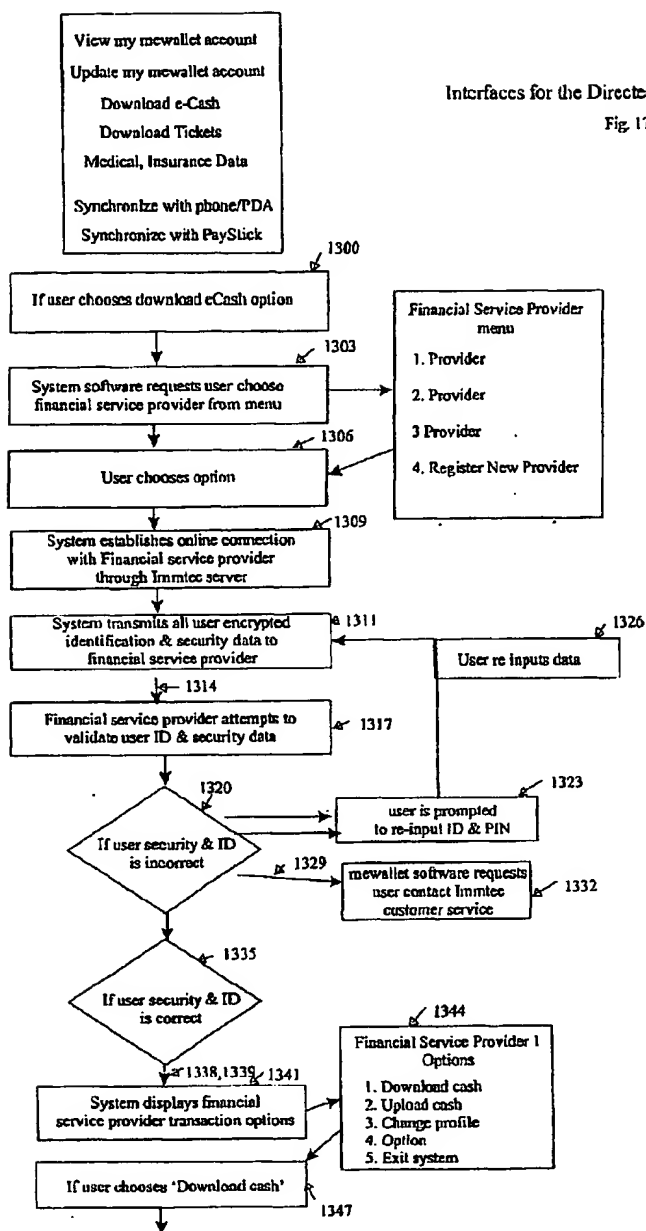 View my mewallet account
Update my mewallet account
Download e-Cash
Download Tickets
Medical, Insurance Data
Synchronize with phone/PDA
Synchronize with PayStick
Interfaces for the Directe
Fig. 17
1300
If user chooses download eCash option
1303
System software requests user choose
financial service provider from menu
Financial Service Provider
menu
1. Provider
2. Provider
3 Provider
4. Register New Provider
1306
User chooses option
1309
System establishes online connection
with Financial service provider
through Immtec server
1311
System transmits all user encrypted
identification & security data to
financial service provider
1326
User re inputs data
1314
Financial service provider attempts to
validate user ID & security data
1317
1320
If user security & ID
is incorrect
1323
user is prompted
to re-input ID & PIN
1329
mewallet software requests
user contact Immtec
customer service
1332
1335
If user security & ID
is correct
1338,1339
1341
System displays financial
service provider transaction options
1344
Financial Service Provider 1
Options
1. Download cash
2. Upload cash
3. Change profile
4. Option
5. Exit system
If user chooses 'Download cash'
1347